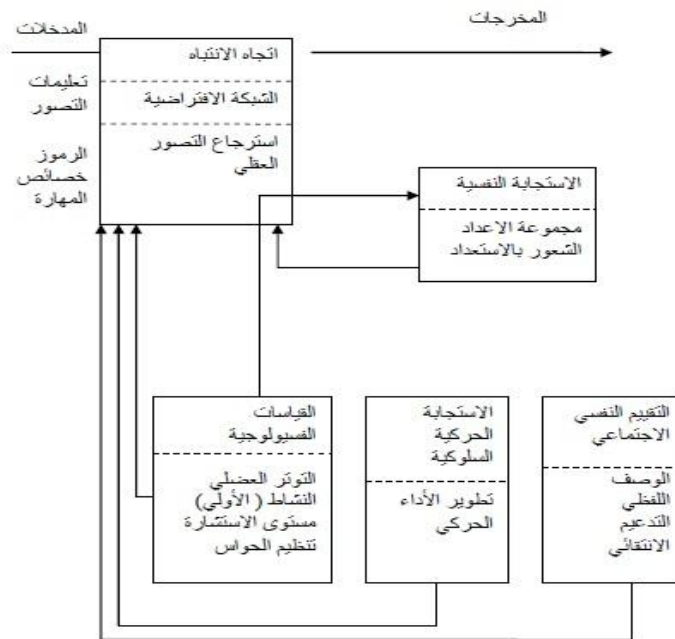 المخرجات
المدخلات
اتجاه الانتباه
تعليمات
التصور
الشبكة الافتراضية
استرجاع التصور
العقلي
الرموز
خصائص
المهارة
الاستجابة النفسية
مجموعة الاعداد
الشعور بالاستعداد
القياسات
الفسيولوجية
التوتر العضلي
النشاط (الأولي)
مستوى الاستشارة
تنظيم الحواس
الاستجابة
الحركية
السلوكية
تطوير الأداء
الحركي
التقييم النفسي
الاجتماعي
الوصف
اللفظي
التدعيم
الانتقائي